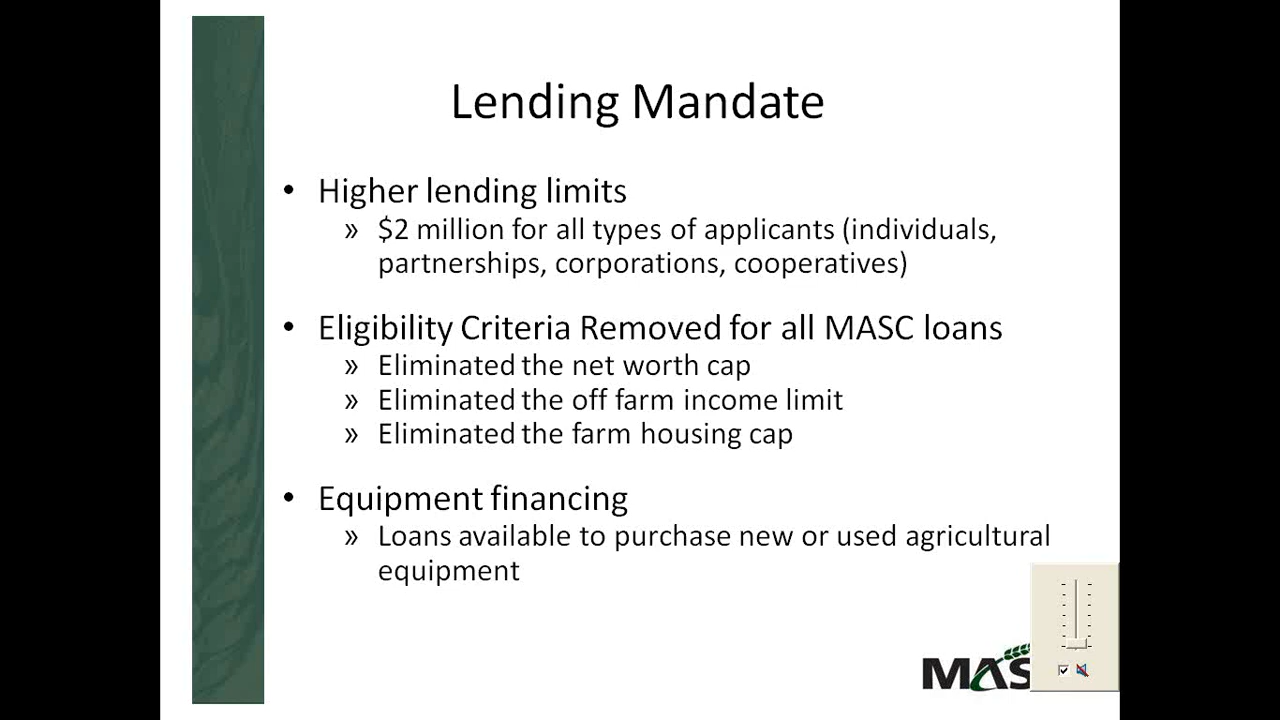 Lending Mandate
• Higher lending limits
» $2 million for all types of applicants (individuals,
partnerships, corporations, cooperatives)
• Eligibility Criteria Removed for all MASC loans
» Eliminated the net worth cap
» Eliminated the off farm income limit
» Eliminated the farm housing cap
• Equipment financing
» Loans available to purchase new or used agricultural
equipment
MAS